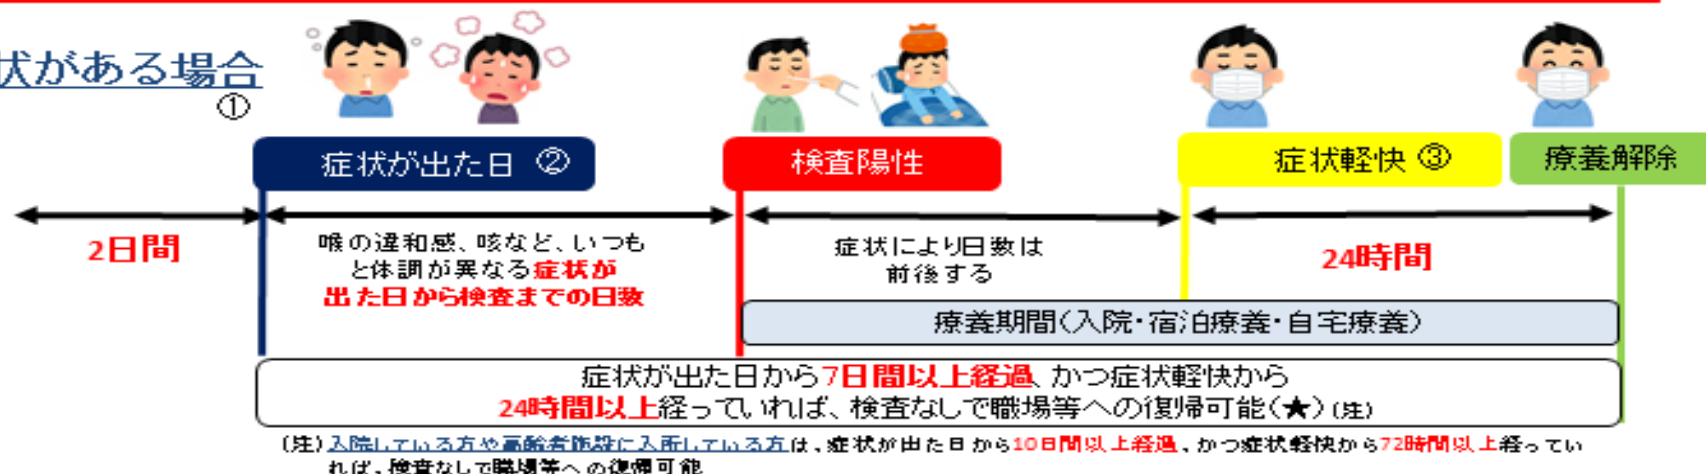 状がある場合
①
症状が出た日 ②
検査陽性
症状軽快 ③
療養解除
2日間
喉の違和感、咳など、いつも
と体調が異なる症状が
出た日から検査までの日数
症状により日数は
前後する
24時間
療養期間(入院・宿泊療養・自宅療養)
症状が出た日から7日間以上経過、かつ症状軽快から
24時間以上経っていれば、検査なしで職場等への復帰可能(★)(注)
(注)入院している方や高齢者施設に入所している方は、症状が出た日から10日間以上経過、かつ症状軽快から72時間以上経ってい
れば、検査なしで職場等への復帰可能